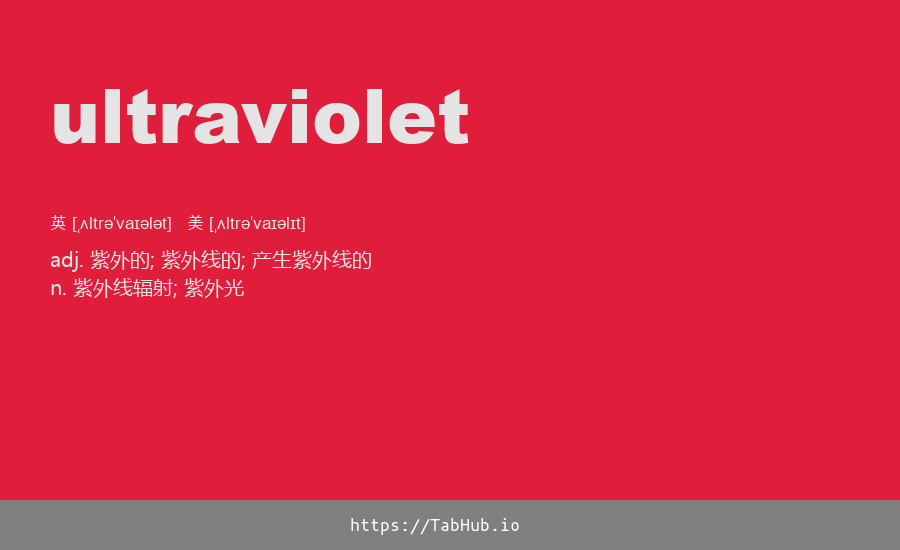 ultraviolet
英 [ˌʌltrəˈvaɪələt] 美 [ˌʌltrəˈvaɪəlɪt]
adj. 紫外的; 紫外线的; 产生紫外线的
n. 紫外线辐射; 紫外光
https://TabHub.io